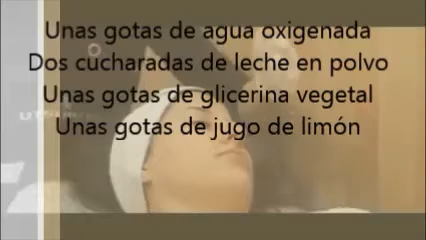 Unas gotas de agua oxigenada
Dos cucharadas de leche en polvo
Unas gotas de glicerina vegetal
Unas gotas de jugo de limón